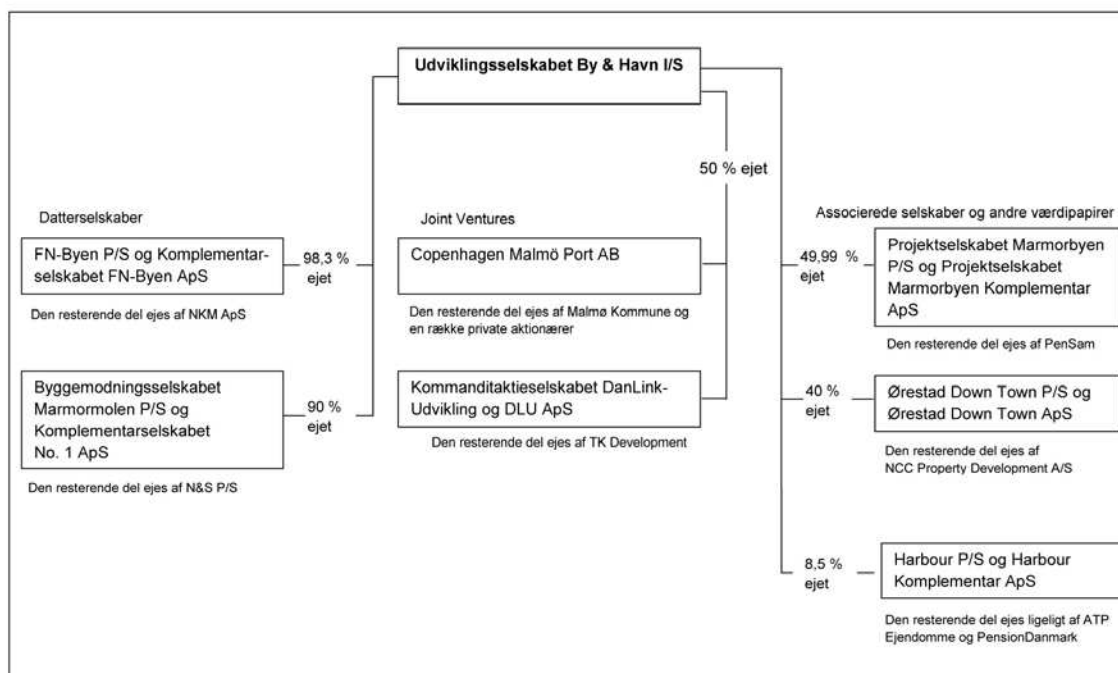 Udviklingsselskabet By & Havn I/S
50 % ejet
Datterselskaber
FN-Byen P/S og Komplementar-
selskabet FN-Byen ApS
98,3 %
ejet
Den resterende del ejes af NKM ApS
Byggemodningsselskabet
Marmormolen P/S og
Komplementarselskabet
No. 1 ApS
90 %
ejet
Den resterende del ejes af N&S P/S
Joint Ventures
Copenhagen Malmö Port AB
Den resterende del ejes af Malmø Kommune og
en række private aktionærer
Kommanditaktieselskabet DanLink-
Udvikling og DLU ApS
Den resterende del ejes af TK Development
Associerede selskaber og andre værdipapirer
49,99 %
ejet
Projektselskabet Marmorbyen
P/S og Projektselskabet
Marmorbyen Komplementar
ApS
Den resterende del ejes af PenSam
40 %
ejet
Ørestad Down Town P/S og
Ørestad Down Town ApS
Den resterende del ejes af
NCC Property Development A/S
8,5 %
ejet
Harbour P/S og Harbour
Komplementar ApS
Den resterende del ejes ligeligt af ATP
Ejendomme og PensionDanmark